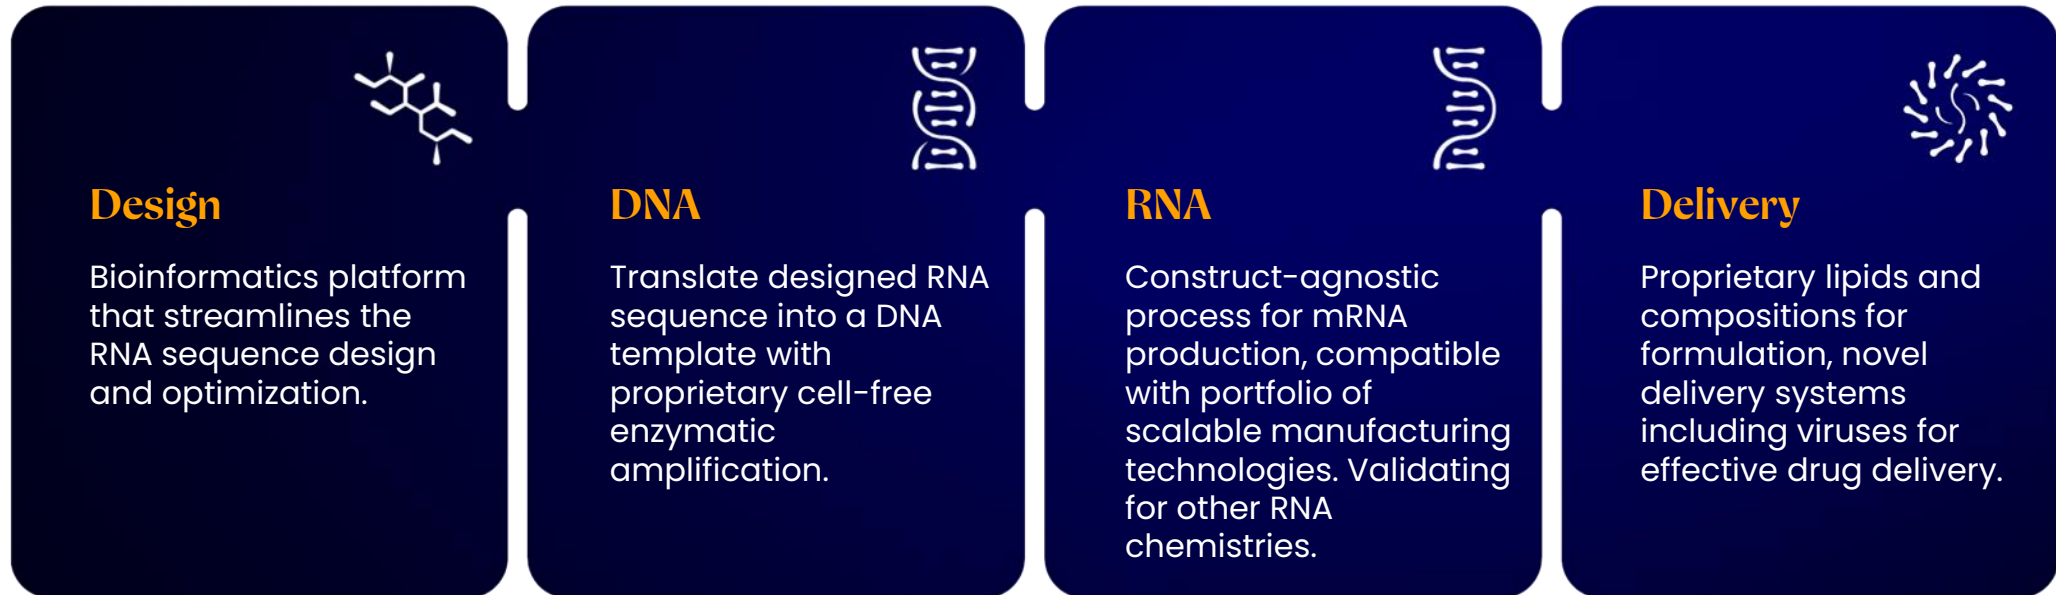 Design
Bioinformatics platform
that streamlines the
RNA sequence design
and optimization.
DNA
Translate designed RNA
sequence into a DNA
template with
proprietary cell-free
enzymatic
amplification.
RNA
Construct-agnostic
process for mRNA
production, compatible
with portfolio of
scalable manufacturing
technologies. Validating
for other RNA
chemistries.
Delivery
Proprietary lipids and
compositions for
formulation, novel
delivery systems
including viruses for
effective drug delivery.